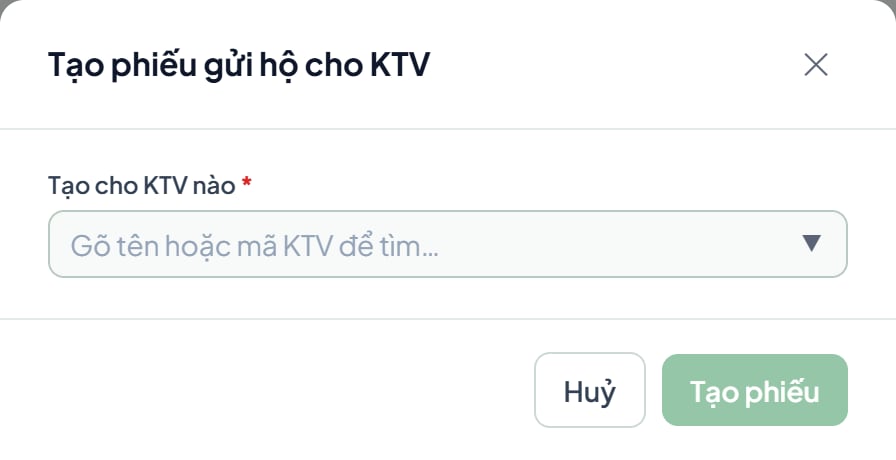 Tạo phiếu gửi hộ cho KTV
Tạo cho KTV nào *
Gõ tên hoặc mã KTV để tìm...
Huỷ
Tạo phiếu